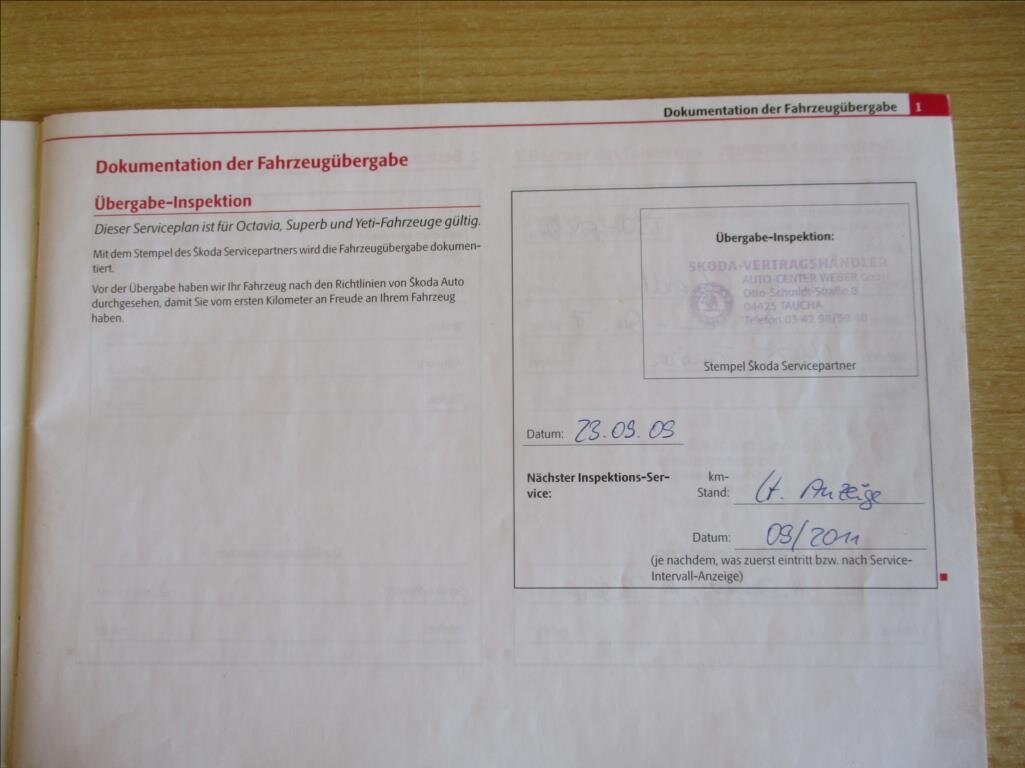 Dokumentation der Fahrzeugübergabe 1
Dokumentation der Fahrzeugübergabe
Übergabe-Inspektion
Dieser Serviceplan ist für Octavia, Superb und Yeti-Fahrzeuge gültig.
Mit dem Stempel des Škoda Servicepartners wird die Fahrzeugübergabe dokumen-
tiert.
Vor der Übergabe haben wir Ihr Fahrzeug nach den Richtlinien von Škoda Auto
durchgesehen, damit Sie vom ersten Kilometer an Freude an Ihrem Fahrzeug
haben.
Übergabe-Inspektion:
SKODA-VERTRAGSHÄNDLER
AUTO-CENTER WEBER GmbH
Otto-Schmidt-Straße 8
04425 TAUCHA
Telefon 03 42 98/
Stempel Škoda Servicepartner
Datum: 23.09.09
Nächster Inspektions-Ser-
vice:
km-
Stand: lt. Anzeige
Datum: 09/2011
(je nachdem, was zuerst eintritt bzw. nach Service-
Intervall-Anzeige)